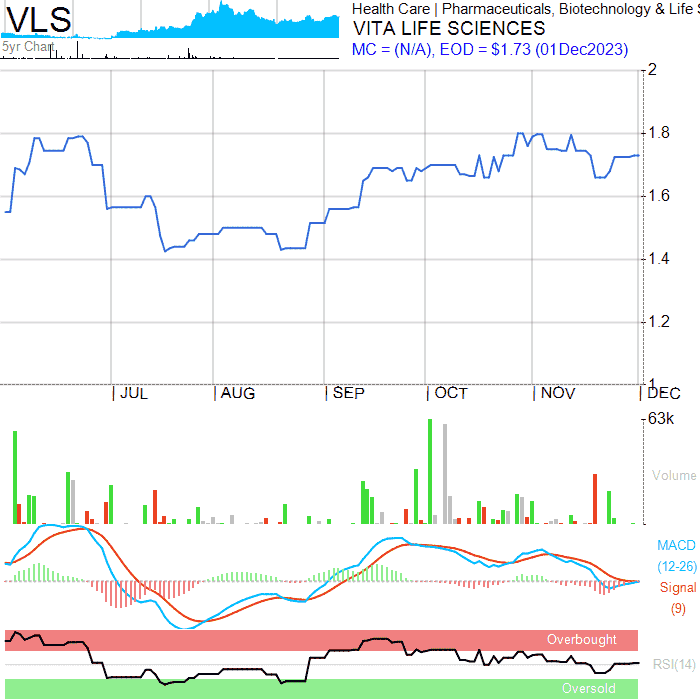 VLS
5yr Chart
Health Care | Pharmaceuticals, Biotechnology & Life S
VITA LIFE SCIENCES
MC = (N/A), EOD = $1.73 (01Dec2023)
2
1.8
1.6
1.4
1.2
1
| JUL | AUG | SEP | OCT | NOV | DEC
63k
Volume
MACD
(12-26)
Signal
(9)
Overbought
RSI(14)
Oversold